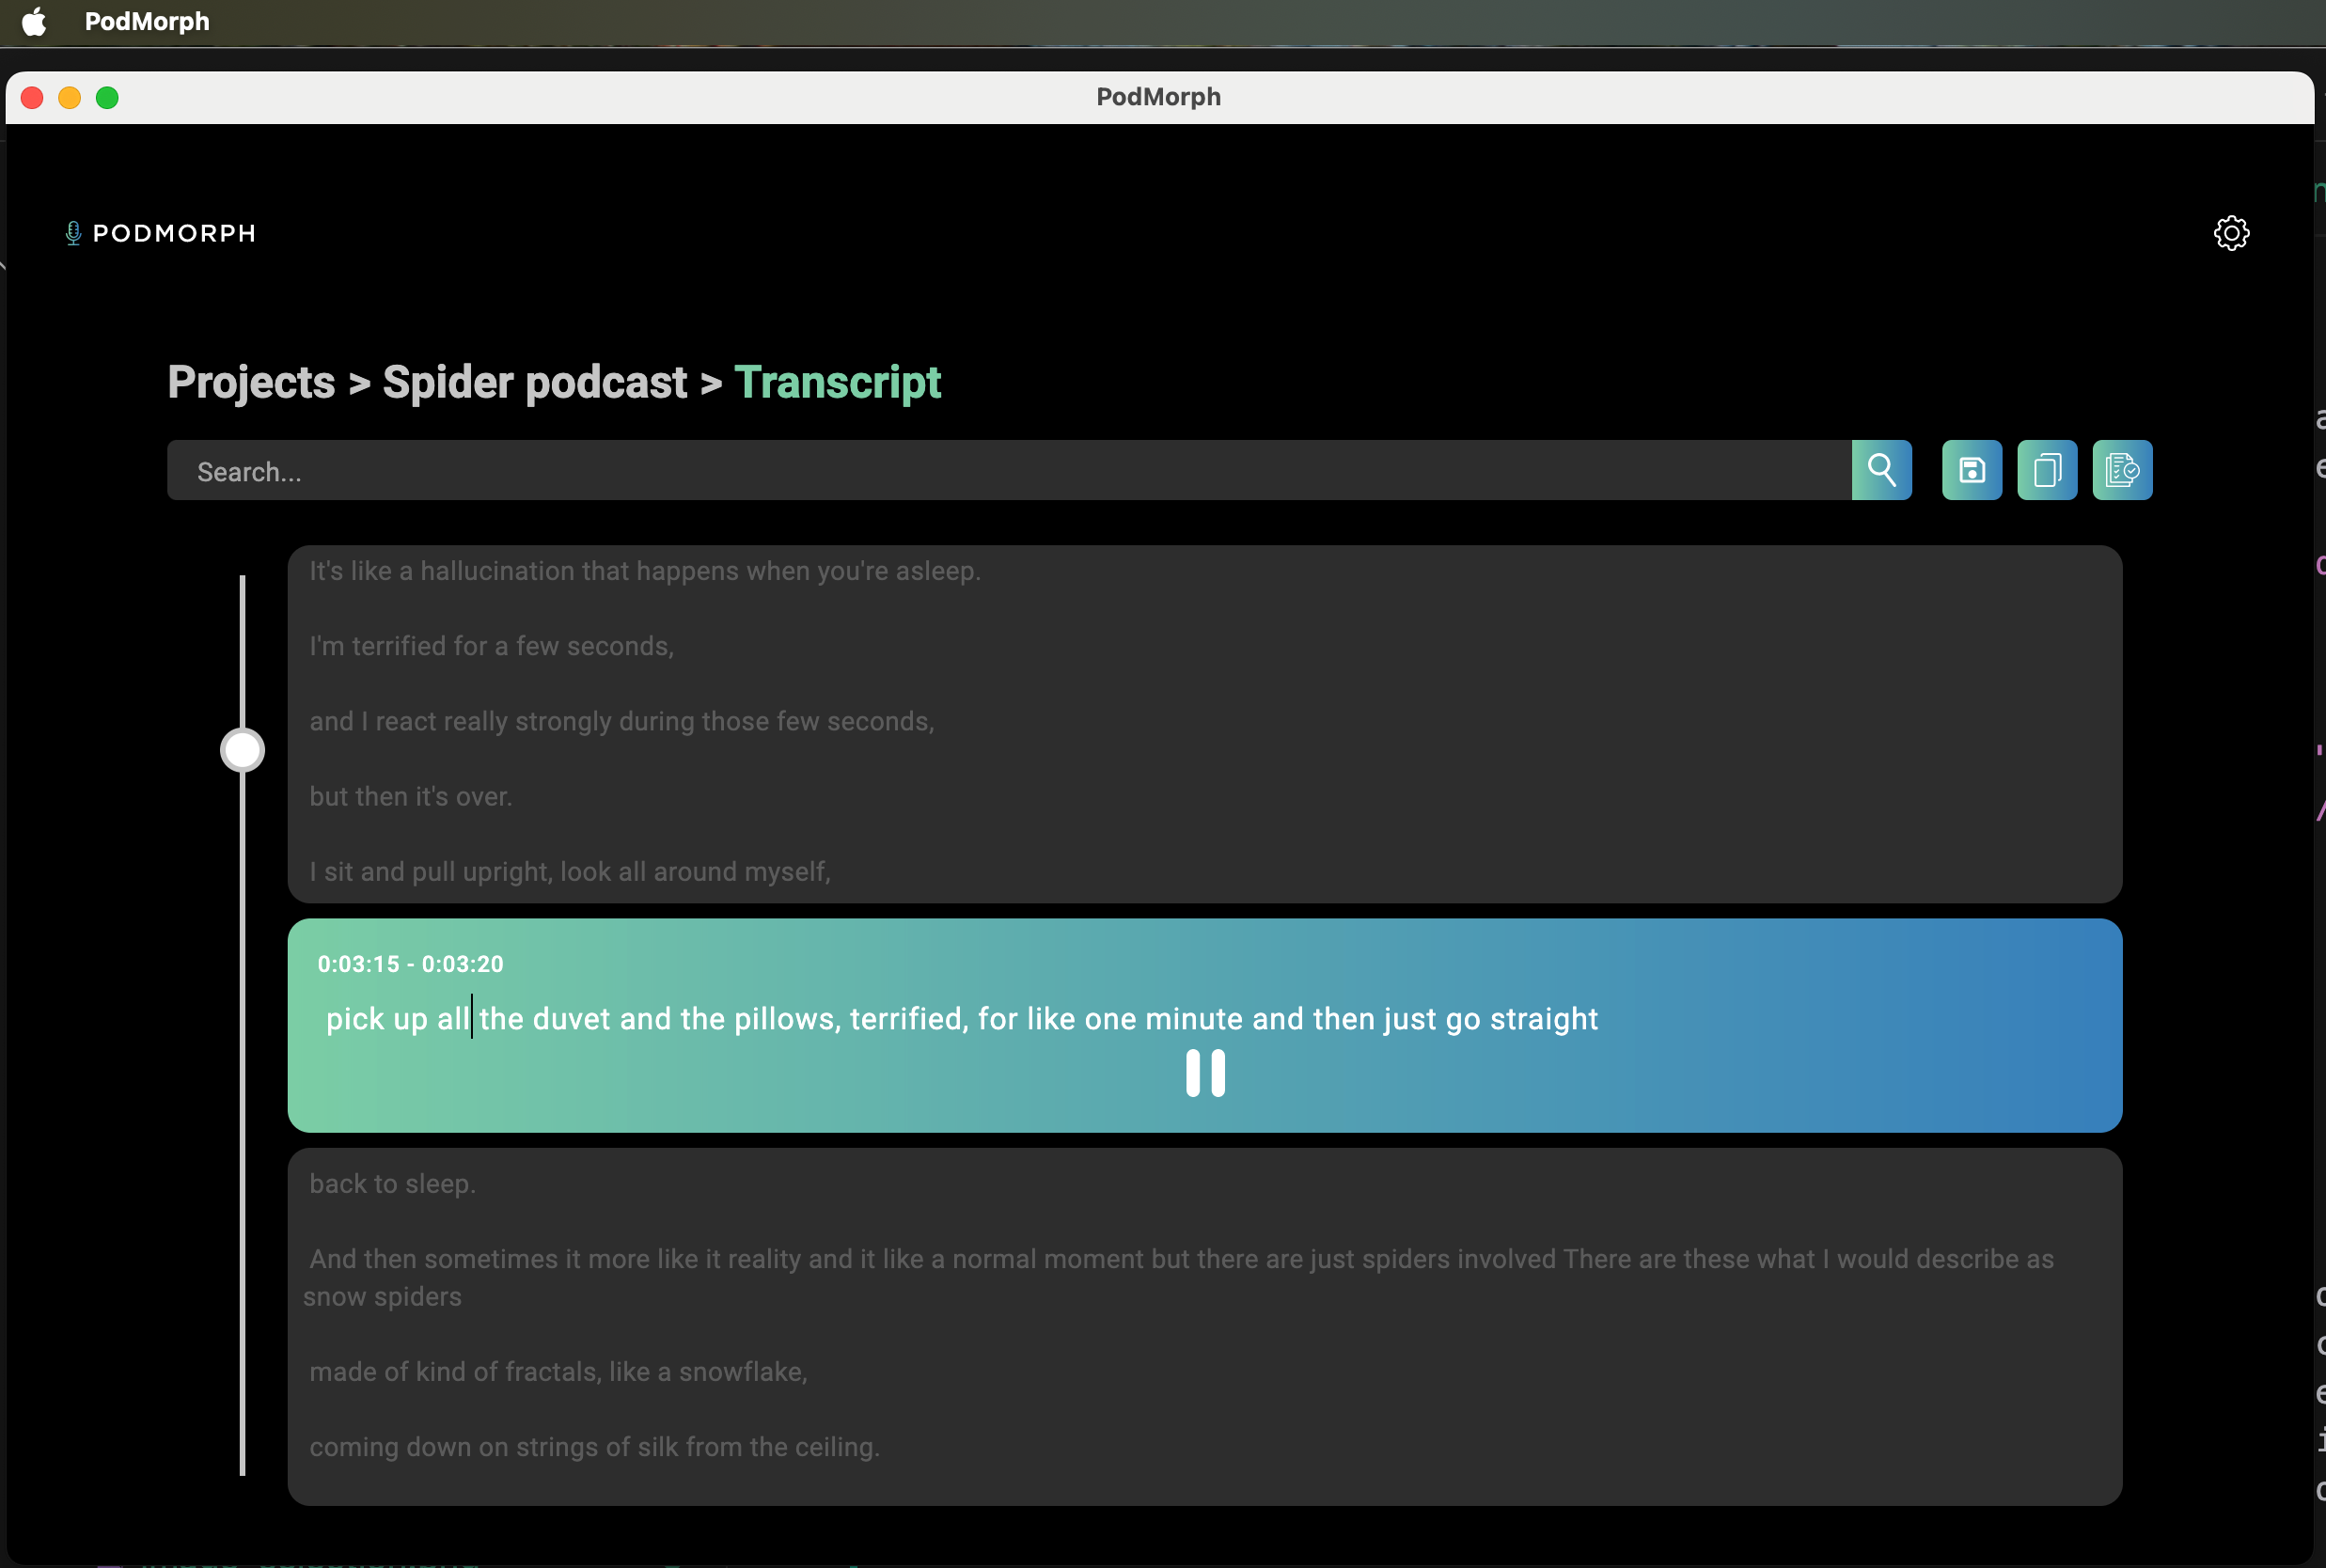 PodMorph
PodMorph
PODMORPH
Projects > Spider podcast > Transcript
Search...
It's like a hallucination that happens when you're asleep.
I'm terrified for a few seconds,
and I react really strongly during those few seconds,
but then it's over.
I sit and pull upright, look all around myself,
0:03:15 - 0:03:20
pick up all the duvet and the pillows, terrified, for like one minute and then just go straight
back to sleep.
And then sometimes it more like it reality and it like a normal moment but there are just spiders involved There are these what I would describe as
snow spiders
made of kind of fractals, like a snowflake,
coming down on strings of silk from the ceiling.